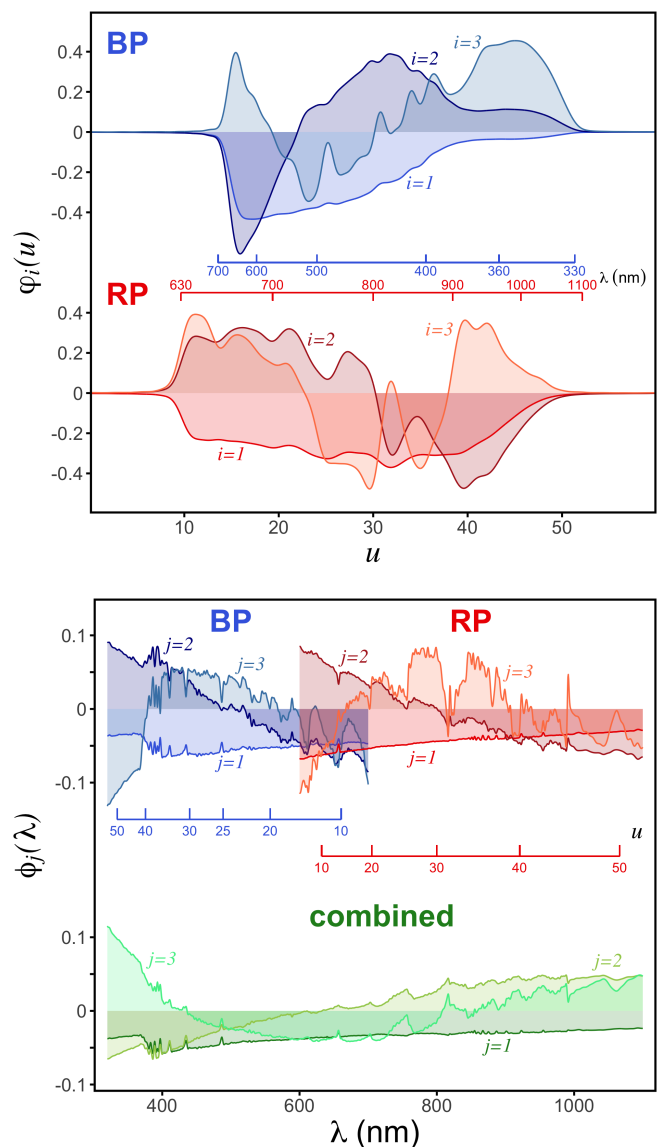 BP
i=2
i=3
i=1
0.4
0.2
0
-0.2
-0.4
700 600 500 400 360 330
λ (nm)
φᵢ(u)
630 700 800 900 1000 1100
RP
i=2
i=3
i=1
0.4
0.2
0
-0.2
-0.4
10 20 30 40 50
u
BP
RP
j=2
j=3
j=2
j=3
j=1
j=1
0.1
0
-0.1
50 40 30 25 20 10
u
10 20 30 40 50
ϕⱼ(λ)
combined
j=3
j=2
j=1
0.1
0
-0.1
400 600 800 1000
λ (nm)